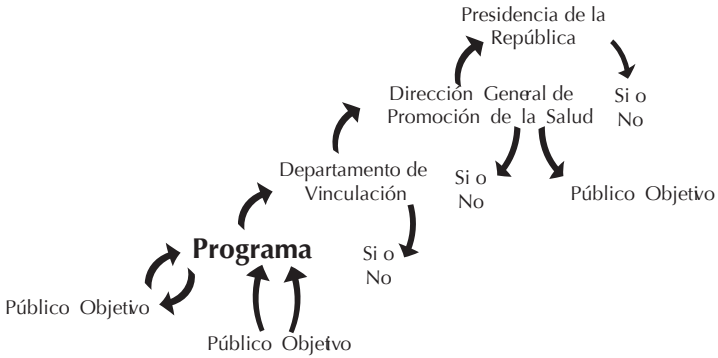 Presidencia de la
República
Dirección General de
Promoción de la Salud
Si o
No
Departamento de
Vinculación
Si o
No
Público Objetivo
Programa
Si o
No
Público Objetivo
Público Objetivo